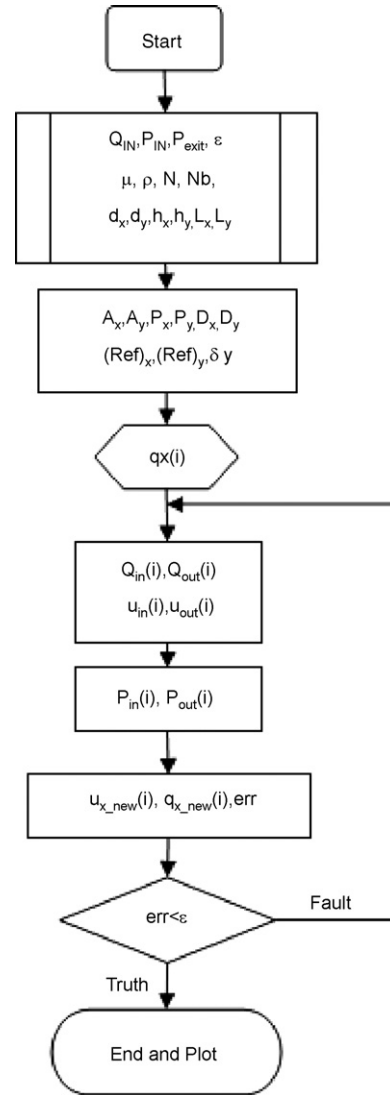 Start
Q_IN,P_IN,P_exit, ε
μ, ρ, N, Nb,
d_x,d_y,h_x,h_y,L_x,L_y
A_x,A_y,P_x,P_y,D_x,D_y
(Ref)_x,(Ref)_y,δ y
qx(i)
Q_in(i),Q_out(i)
u_in(i),u_out(i)
P_in(i), P_out(i)
u_x_new(i), q_x_new(i),err
err<ε
Fault
Truth
End and Plot